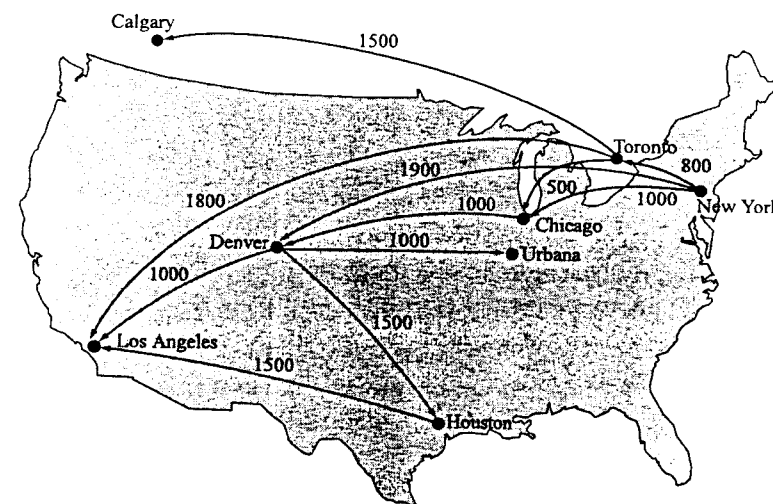 Calgary
1500
Toronto
1900
800
500
1000
New York
1800
1000
Chicago
Denver
1000
Urbana
1000
1500
Los Angeles
1500
Houston